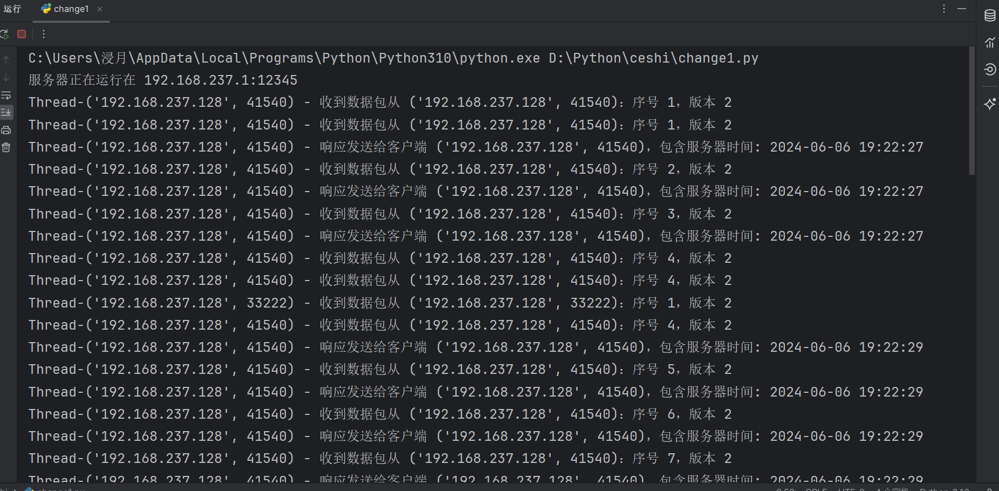 运行 change1
C:\Users\浸月\AppData\Local\Programs\Python\Python310\python.exe D:\Python\ceshi\change1.py
服务器正在运行在 192.168.237.1:12345
Thread-('192.168.237.128', 41540) - 收到数据包从 ('192.168.237.128', 41540)：序号 1，版本 2
Thread-('192.168.237.128', 41540) - 收到数据包从 ('192.168.237.128', 41540)：序号 1，版本 2
Thread-('192.168.237.128', 41540) - 响应发送给客户端 ('192.168.237.128', 41540)，包含服务器时间: 2024-06-06 19:22:27
Thread-('192.168.237.128', 41540) - 收到数据包从 ('192.168.237.128', 41540)：序号 2，版本 2
Thread-('192.168.237.128', 41540) - 响应发送给客户端 ('192.168.237.128', 41540)，包含服务器时间: 2024-06-06 19:22:27
Thread-('192.168.237.128', 41540) - 收到数据包从 ('192.168.237.128', 41540)：序号 3，版本 2
Thread-('192.168.237.128', 41540) - 响应发送给客户端 ('192.168.237.128', 41540)，包含服务器时间: 2024-06-06 19:22:27
Thread-('192.168.237.128', 41540) - 收到数据包从 ('192.168.237.128', 41540)：序号 4，版本 2
Thread-('192.168.237.128', 41540) - 收到数据包从 ('192.168.237.128', 41540)：序号 4，版本 2
Thread-('192.168.237.128', 33222) - 收到数据包从 ('192.168.237.128', 33222)：序号 1，版本 2
Thread-('192.168.237.128', 41540) - 收到数据包从 ('192.168.237.128', 41540)：序号 4，版本 2
Thread-('192.168.237.128', 41540) - 响应发送给客户端 ('192.168.237.128', 41540)，包含服务器时间: 2024-06-06 19:22:29
Thread-('192.168.237.128', 41540) - 收到数据包从 ('192.168.237.128', 41540)：序号 5，版本 2
Thread-('192.168.237.128', 41540) - 响应发送给客户端 ('192.168.237.128', 41540)，包含服务器时间: 2024-06-06 19:22:29
Thread-('192.168.237.128', 41540) - 收到数据包从 ('192.168.237.128', 41540)：序号 6，版本 2
Thread-('192.168.237.128', 41540) - 响应发送给客户端 ('192.168.237.128', 41540)，包含服务器时间: 2024-06-06 19:22:29
Thread-('192.168.237.128', 41540) - 收到数据包从 ('192.168.237.128', 41540)：序号 7，版本 2
Thread-('192.168.237.128', 41540) - 响应发送给客户端 ('192.168.237.128', 41540)，包含服务器时间: 2024-06-06 19:22:29